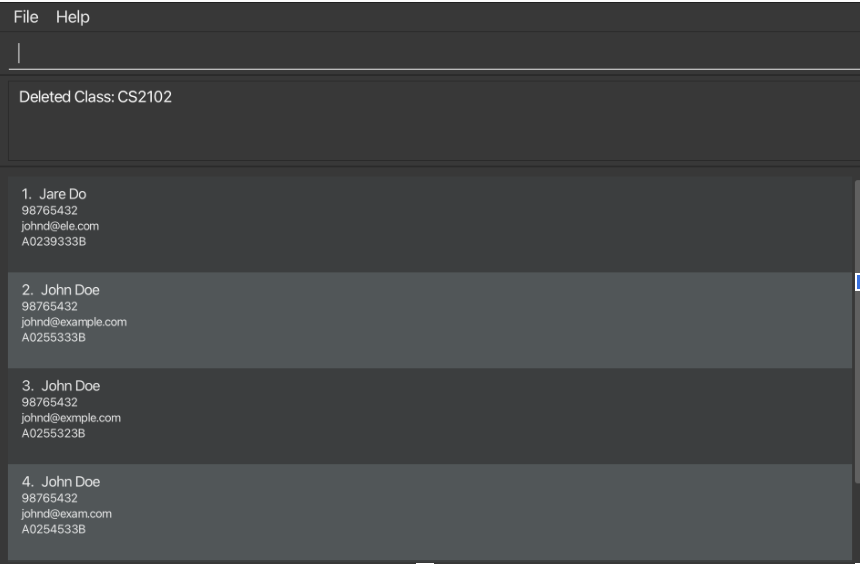 File Help
Deleted Class: CS2102
1. Jare Do
98765432
johnd@ele.com
A0239333B
2. John Doe
98765432
johnd@example.com
A0255333B
3. John Doe
98765432
johnd@exmple.com
A0255323B
4. John Doe
98765432
johnd@exam.com
A0254533B